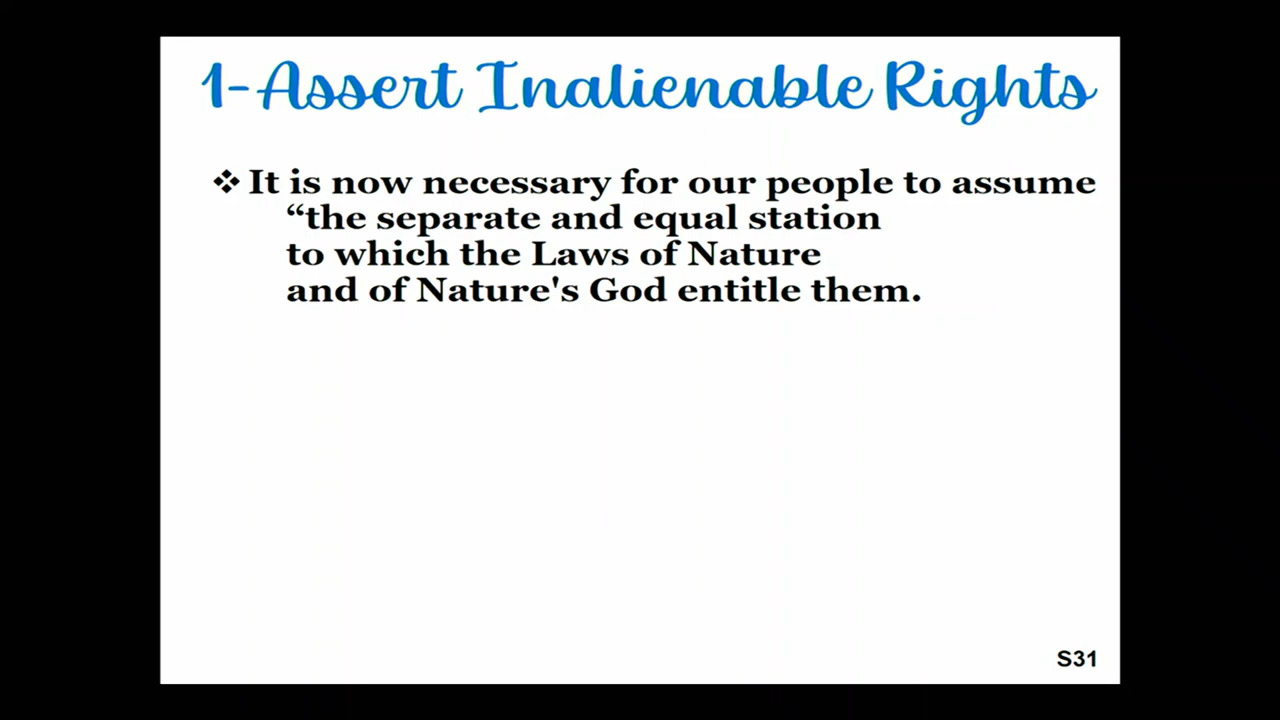 1-Assert Inalienable Rights
❖ It is now necessary for our people to assume
“the separate and equal station
to which the Laws of Nature
and of Nature's God entitle them.
S31